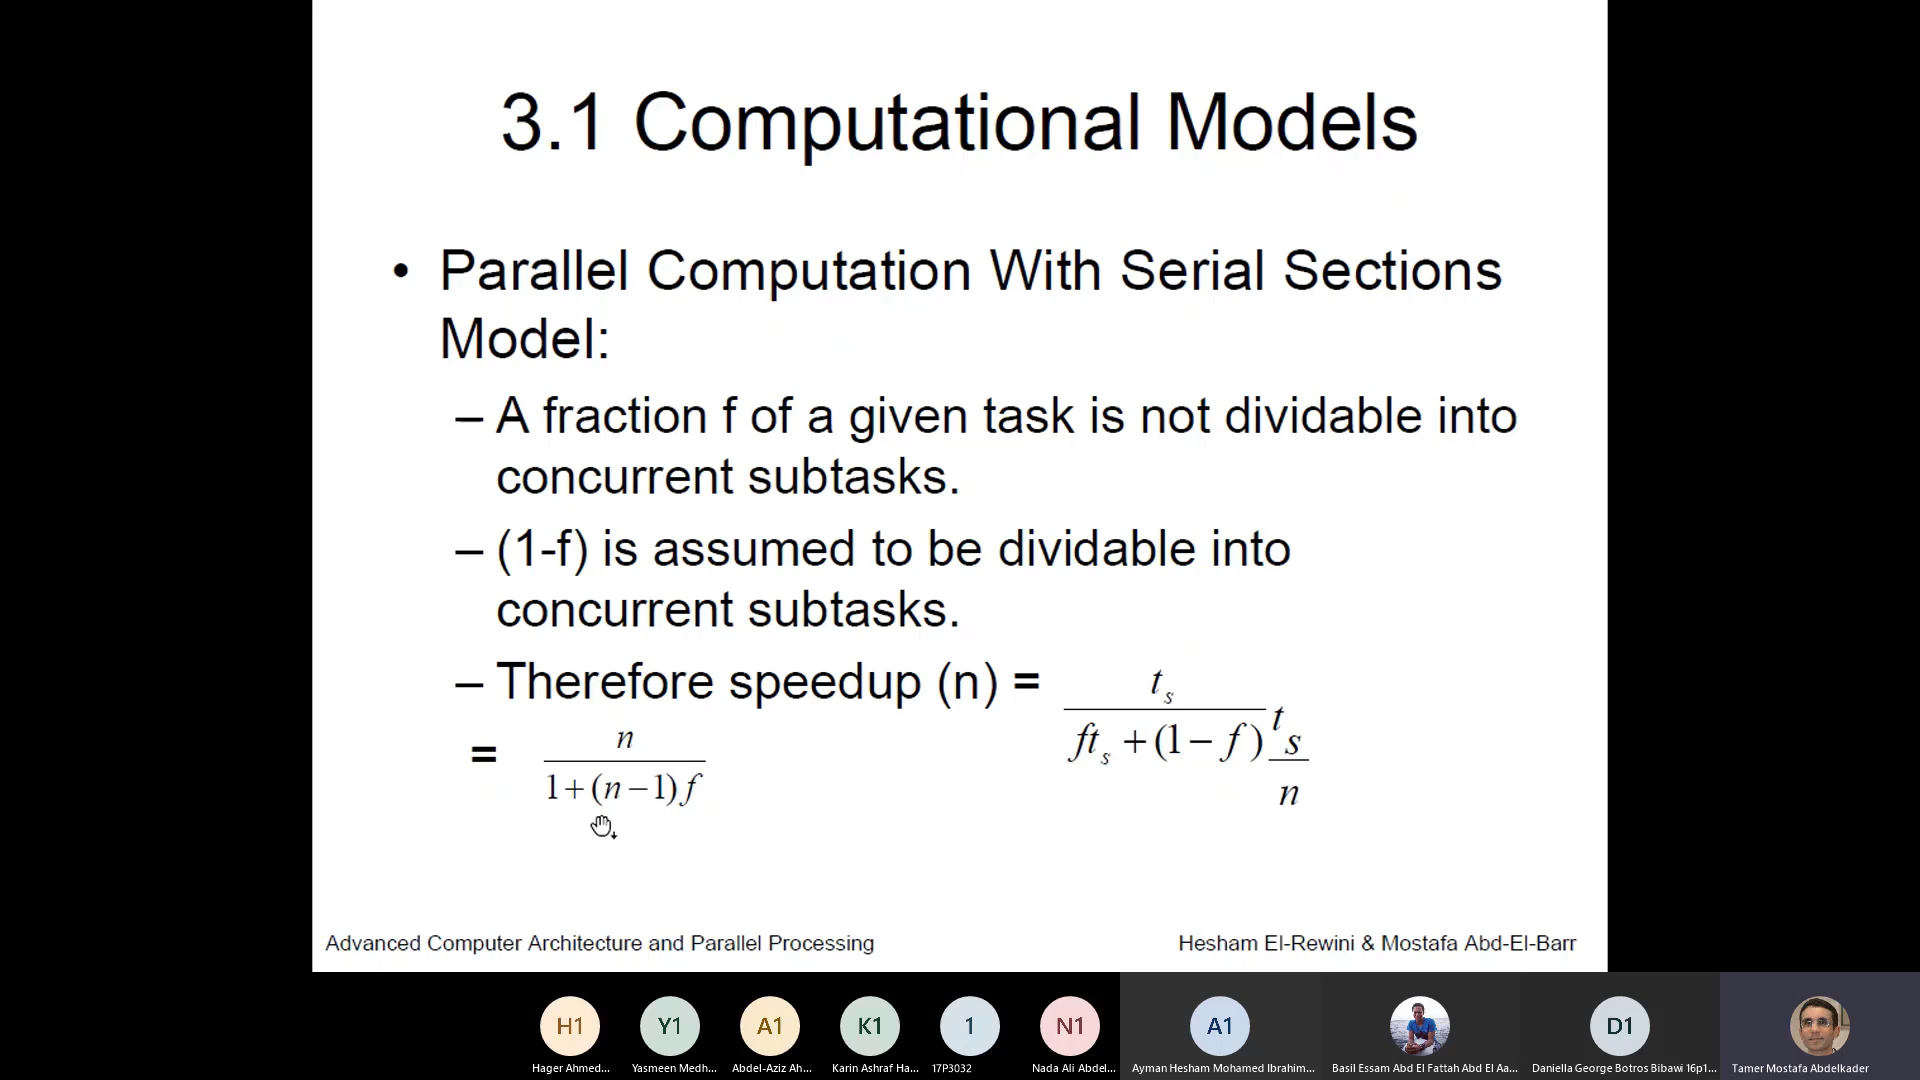 3.1 Computational Models
• Parallel Computation With Serial Sections
Model:
– A fraction f of a given task is not dividable into
concurrent subtasks.
– (1-f) is assumed to be dividable into
concurrent subtasks.
– Therefore speedup (n) = t_s / (ft_s + (1 − f) t_s/n)
= n / (1 + (n − 1) f)
Advanced Computer Architecture and Parallel Processing
Hesham El-Rewini & Mostafa Abd-El-Barr
H1
Y1
A1
K1
1
N1
A1
D1
Hager Ahmed...
Yasmeen Medh...
Abdel-Aziz Ah...
Karin Ashraf Ha...
17P3032
Nada Ali Abdel...
Ayman Hesham Mohamed Ibrahim...
Basil Essam Abd El Fattah Abd El Aa...
Daniella George Botros Bibawi 16p1...
Tamer Mostafa Abdelkader